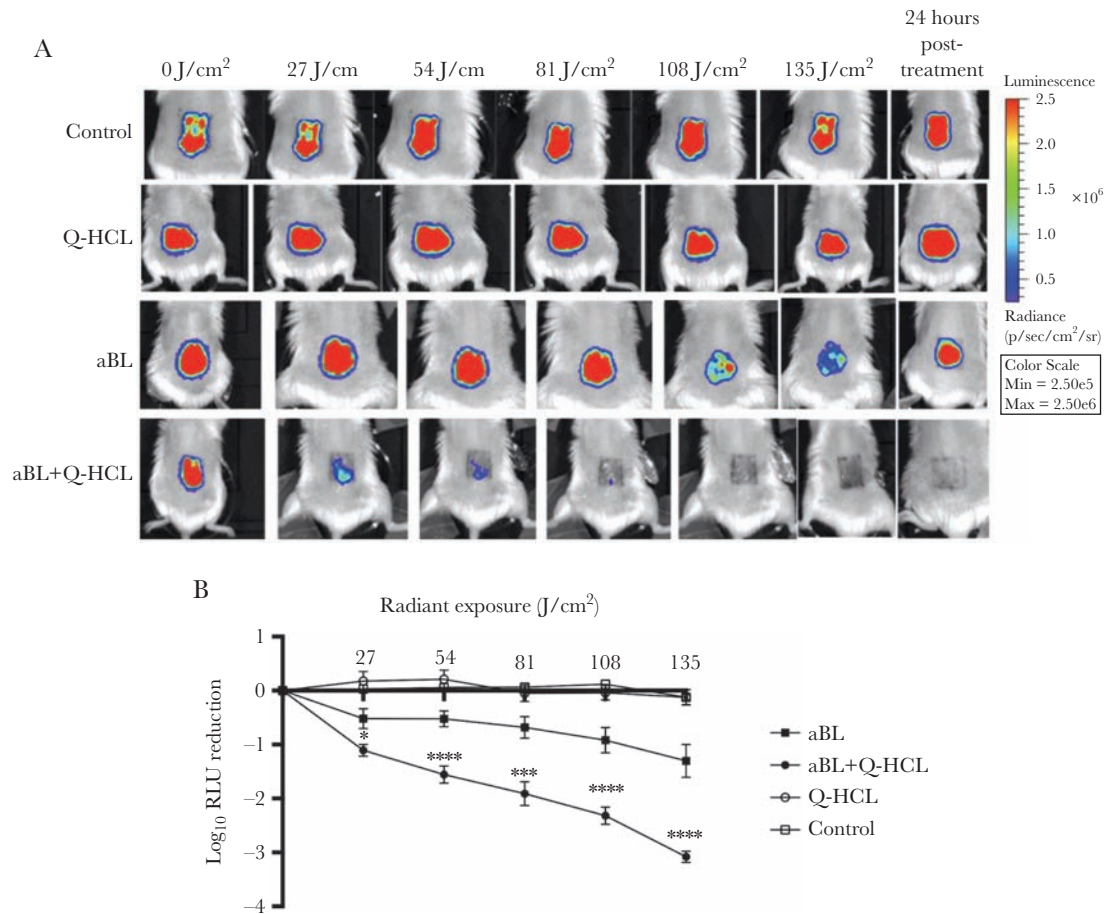 A
0 J/cm²
27 J/cm
54 J/cm
81 J/cm²
108 J/cm²
135 J/cm²
24 hours
post-
treatment
Control
Q-HCL
aBL
aBL+Q-HCL
Luminescence
2.5
2.0
1.5
×10⁶
1.0
0.5
Radiance
(p/sec/cm²/sr)
Color Scale
Min = 2.50e5
Max = 2.50e6
B
Radiant exposure (J/cm²)
Log₁₀ RLU reduction
1
0
−1
−2
−3
−4
27
54
81
108
135
*
****
***
****
****
aBL
aBL+Q-HCL
Q-HCL
Control